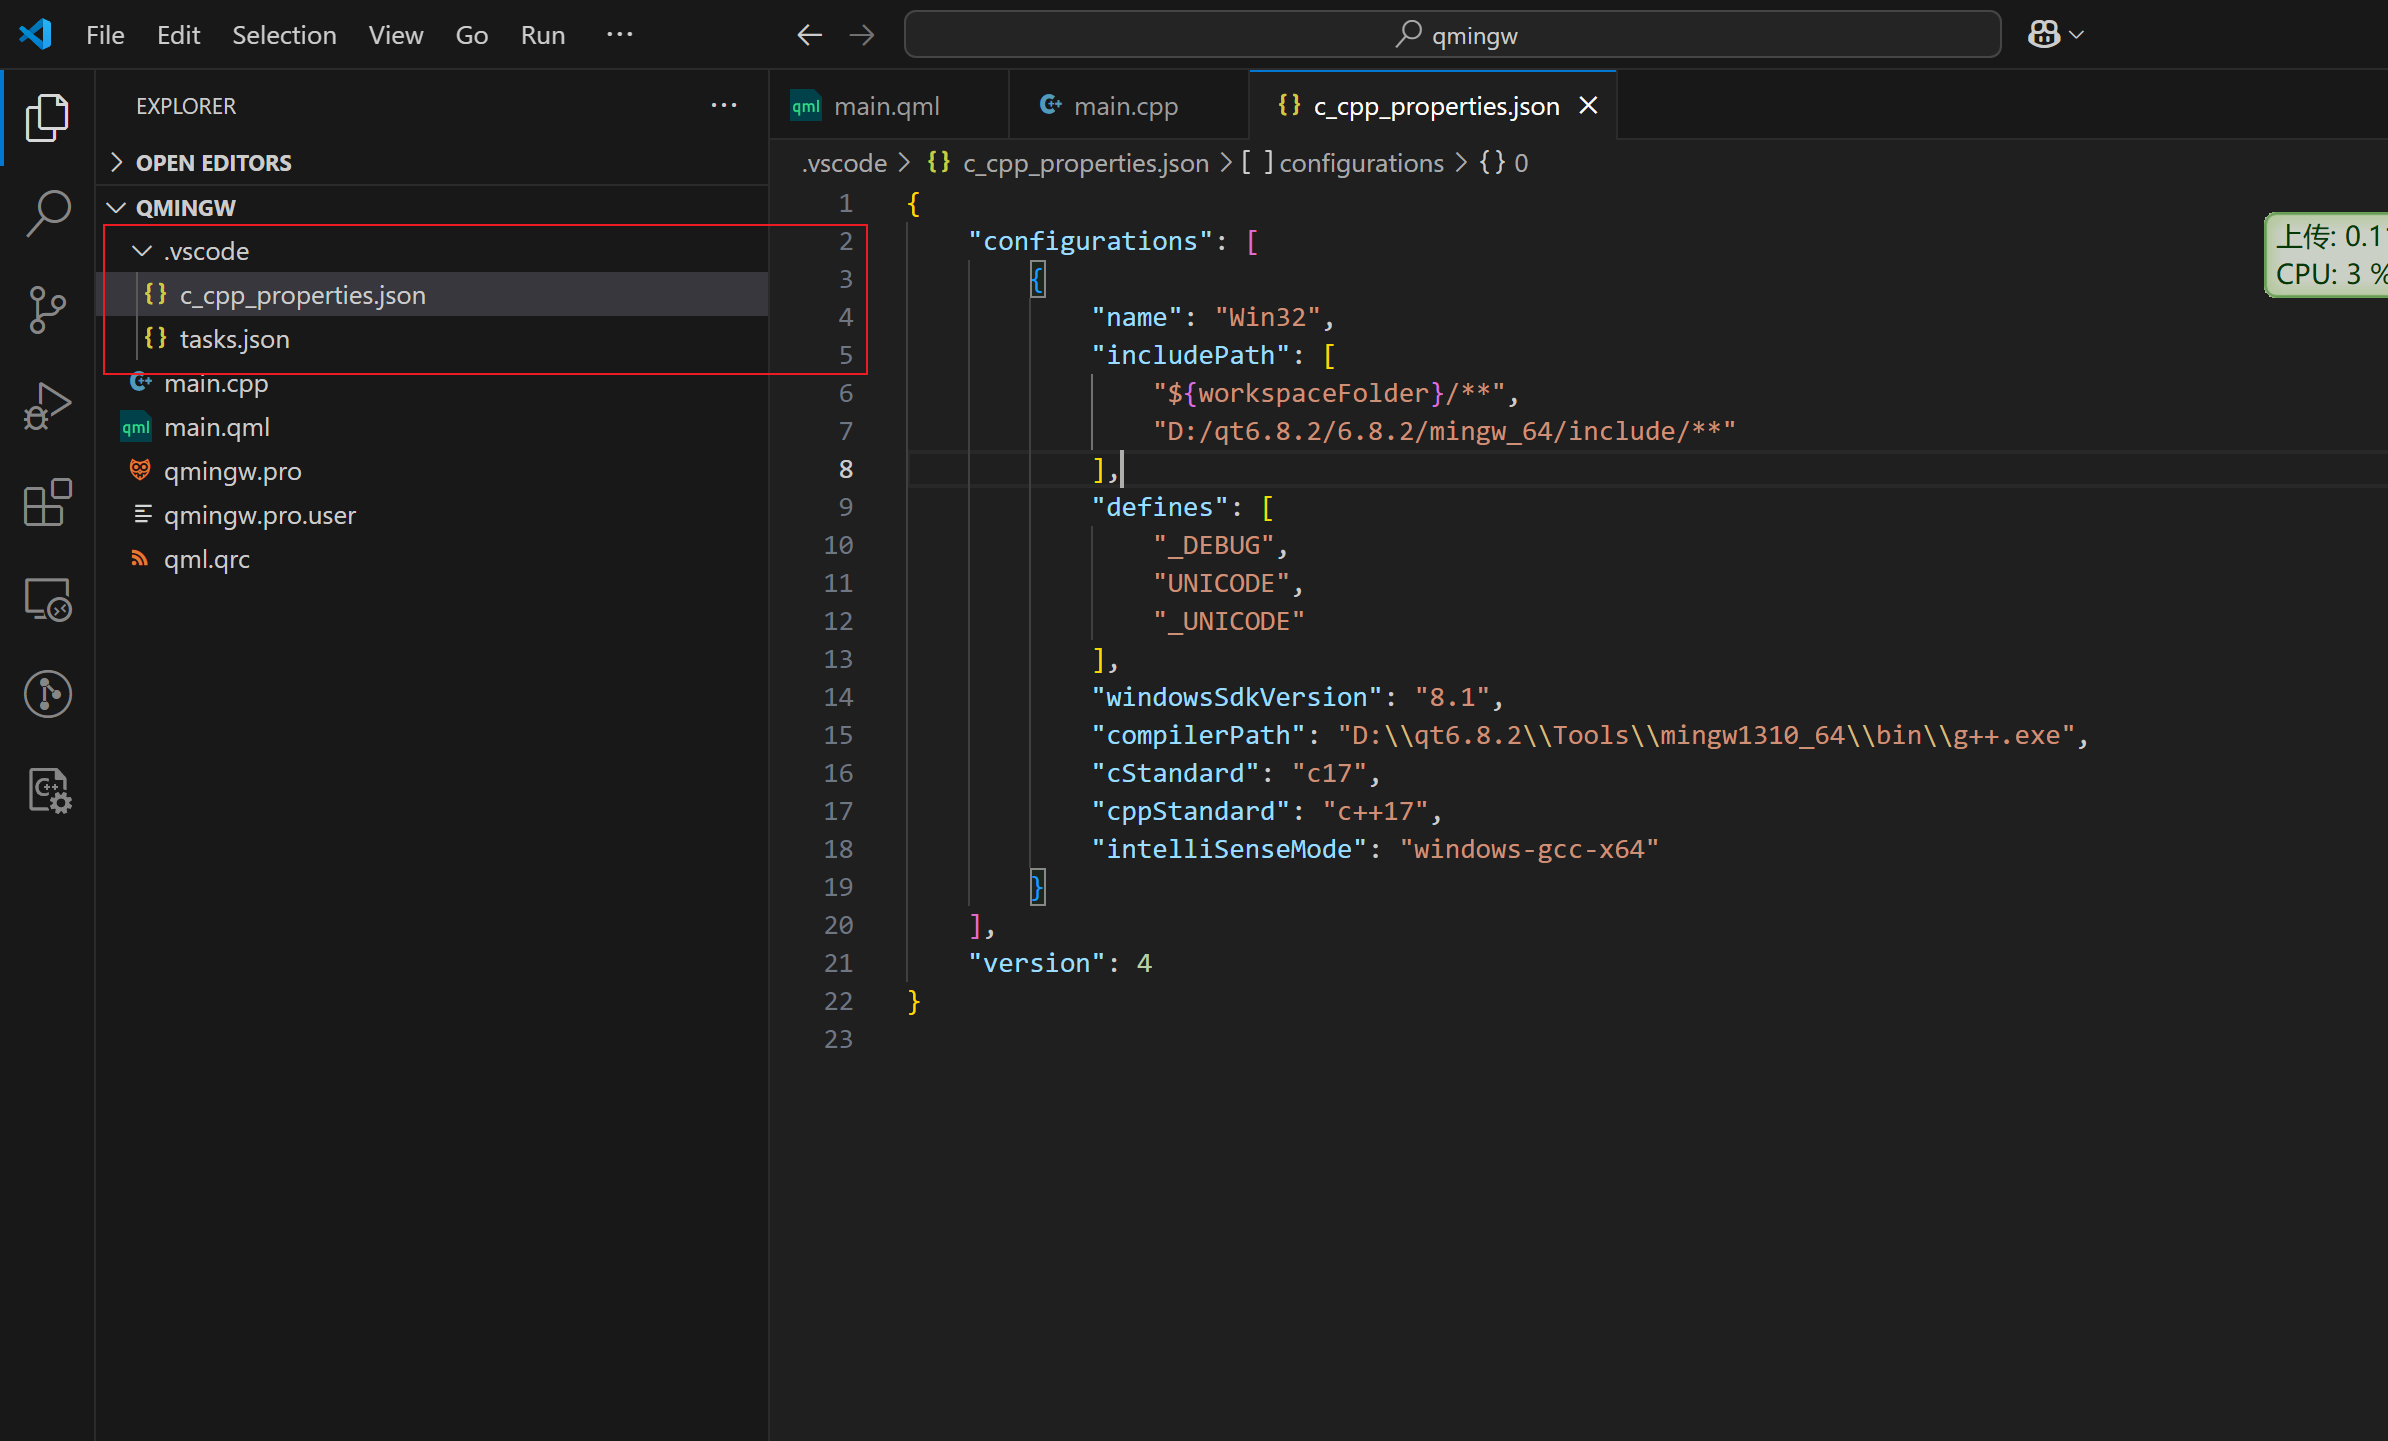 File Edit Selection View Go Run ···
qmingw
EXPLORER
OPEN EDITORS
QMINGW
.vscode
{} c_cpp_properties.json
{} tasks.json
main.cpp
qml main.qml
qmingw.pro
qmingw.pro.user
qml.qrc
qml main.qml
main.cpp
{} c_cpp_properties.json
.vscode > {} c_cpp_properties.json > [ ] configurations > {} 0
1 {
2     "configurations": [
3         {
4             "name": "Win32",
5             "includePath": [
6                 "${workspaceFolder}/**",
7                 "D:/qt6.8.2/6.8.2/mingw_64/include/**"
8             ],
9             "defines": [
10                 "_DEBUG",
11                 "UNICODE",
12                 "_UNICODE"
13             ],
14             "windowsSdkVersion": "8.1",
15             "compilerPath": "D:\\qt6.8.2\\Tools\\mingw1310_64\\bin\\g++.exe",
16             "cStandard": "c17",
17             "cppStandard": "c++17",
18             "intelliSenseMode": "windows-gcc-x64"
19         }
20     ],
21     "version": 4
22 }
23
上传: 0.1
CPU: 3 %